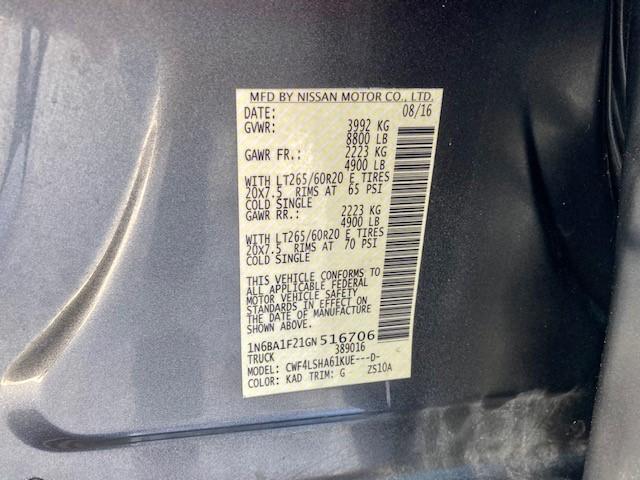 MFD BY NISSAN MOTOR CO., LTD.
DATE: 08/16
GVWR: 3992 KG
8800 LB
GAWR FR.: 2223 KG
4900 LB
WITH LT265/60R20 E TIRES
20X7.5 RIMS AT 65 PSI
COLD SINGLE
GAWR RR.: 2223 KG
4900 LB
WITH LT265/60R20 E TIRES
20X7.5 RIMS AT 70 PSI
COLD SINGLE
THIS VEHICLE CONFORMS TO
ALL APPLICABLE FEDERAL
MOTOR VEHICLE SAFETY
STANDARDS IN EFFECT ON
THE DATE OF MANUFACTURE
SHOWN ABOVE.
1N6BA1F21GN516706
TRUCK 389016
MODEL: CWF4LSHA61KUE---D-
COLOR: KAD TRIM: G ZS10A